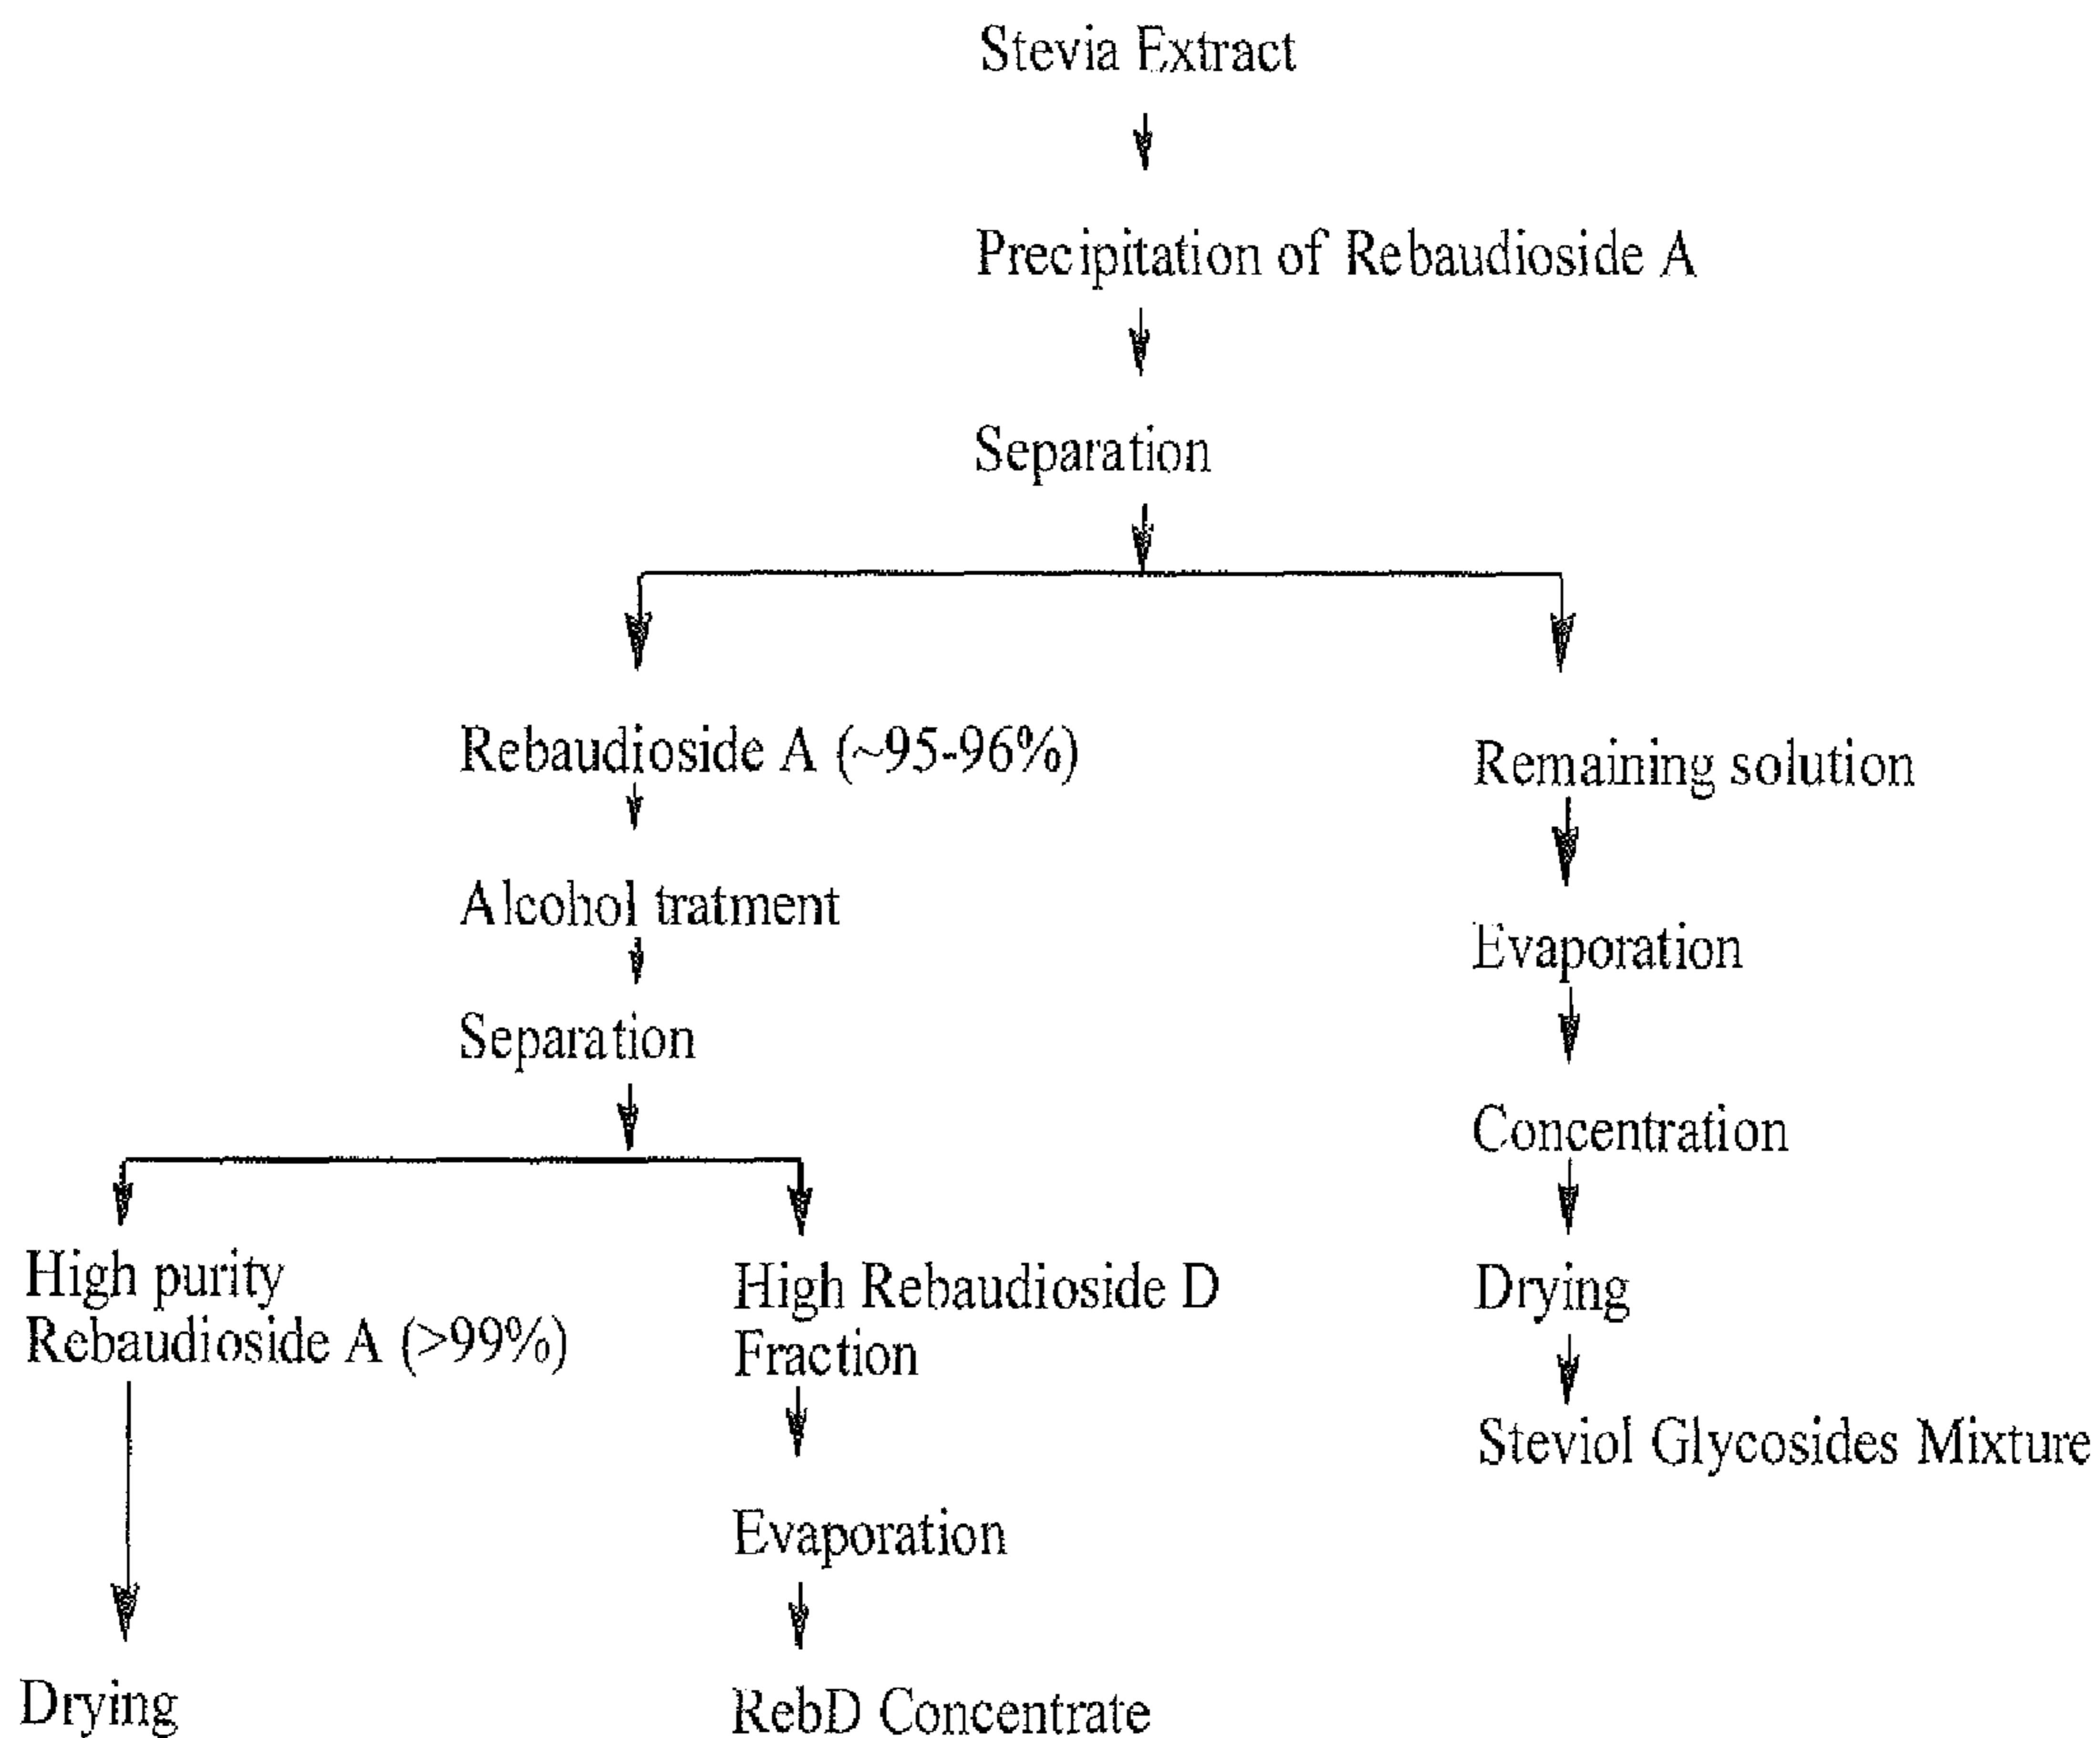 Stevia Extract
Precipitation of Rebaudioside A
Separation
Rebaudioside A (~95-96%)
Alcohol tratment
Separation
High purity
Rebaudioside A (>99%)
Drying
High Rebaudioside D
Fraction
Evaporation
RebD Concentrate
Remaining solution
Evaporation
Concentration
Drying
Steviol Glycosides Mixture